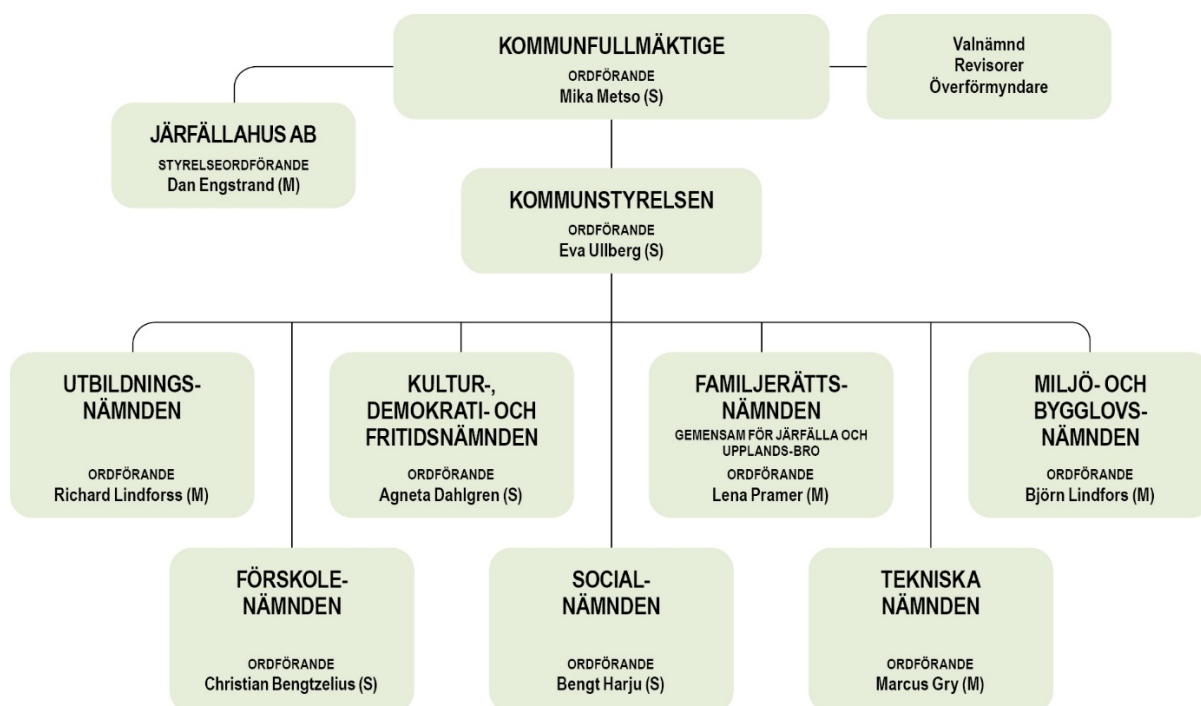 KOMMUNFULLMÄKTIGE
ORDFÖRANDE
Mika Metso (S)
Valnämnd
Revisorer
Överförmyndare
JÄRFÄLLAHUS AB
STYRELSEORDFÖRANDE
Dan Engstrand (M)
KOMMUNSTYRELSEN
ORDFÖRANDE
Eva Ullberg (S)
UTBILDNINGS-
NÄMNDEN
ORDFÖRANDE
Richard Lindforss (M)
KULTUR-,
DEMOKRATI- OCH
FRITIDSNÄMNDEN
ORDFÖRANDE
Agneta Dahlgren (S)
FAMILJERÄTTS-
NÄMNDEN
GEMENSAM FÖR JÄRFÄLLA OCH
UPPLANDS-BRO
ORDFÖRANDE
Lena Pramer (M)
MILJÖ- OCH
BYGGLOVS-
NÄMNDEN
ORDFÖRANDE
Björn Lindfors (M)
FÖRSKOLE-
NÄMNDEN
ORDFÖRANDE
Christian Bengtzelius (S)
SOCIAL-
NÄMNDEN
ORDFÖRANDE
Bengt Harju (S)
TEKNISKA
NÄMNDEN
ORDFÖRANDE
Marcus Gry (M)